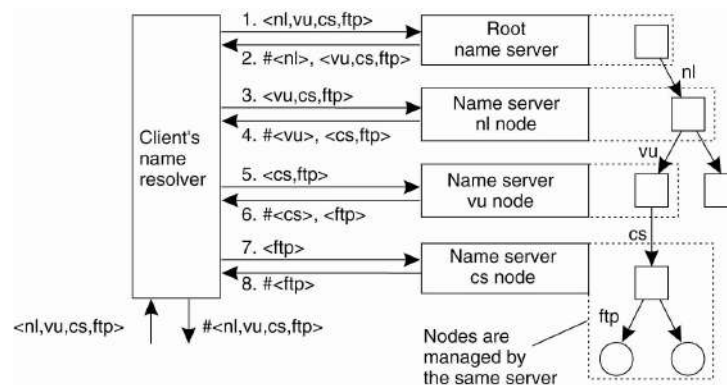 1. <nl,vu,cs,ftp>
Root
name server
2. #<nl>, <vu,cs,ftp>
nl
3. <vu,cs,ftp>
Name server
nl node
4. #<vu>, <cs,ftp>
Client's
name
resolver
vu
5. <cs,ftp>
Name server
vu node
6. #<cs>, <ftp>
cs
7. <ftp>
Name server
cs node
8. #<ftp>
ftp
<nl,vu,cs,ftp>
#<nl,vu,cs,ftp>
Nodes are
managed by
the same server